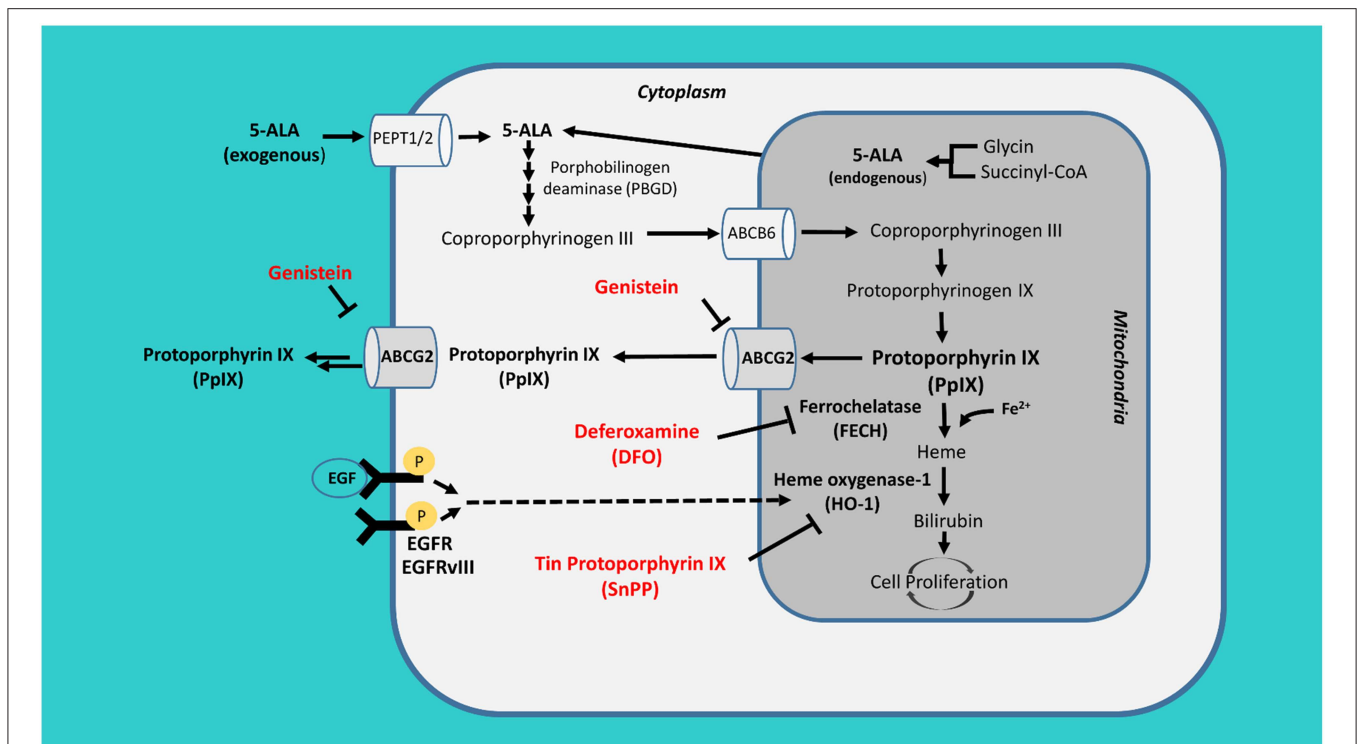 Cytoplasm
5-ALA
(exogenous)
PEPT1/2
5-ALA
Porphobilinogen
deaminase (PBGD)
Coproporphyrinogen III
ABCB6
5-ALA
(endogenous)
Glycin
Succinyl-CoA
Coproporphyrinogen III
Protoporphyrinogen IX
Mitochondria
Genistein
Genistein
Protoporphyrin IX
(PpIX)
ABCG2
Protoporphyrin IX
(PpIX)
ABCG2
Protoporphyrin IX
(PpIX)
Deferoxamine
(DFO)
Ferrochelatase
(FECH)
Fe²⁺
Heme
EGF
P
P
EGFR
EGFRvIII
Heme oxygenase-1
(HO-1)
Bilirubin
Tin Protoporphyrin IX
(SnPP)
Cell Proliferation